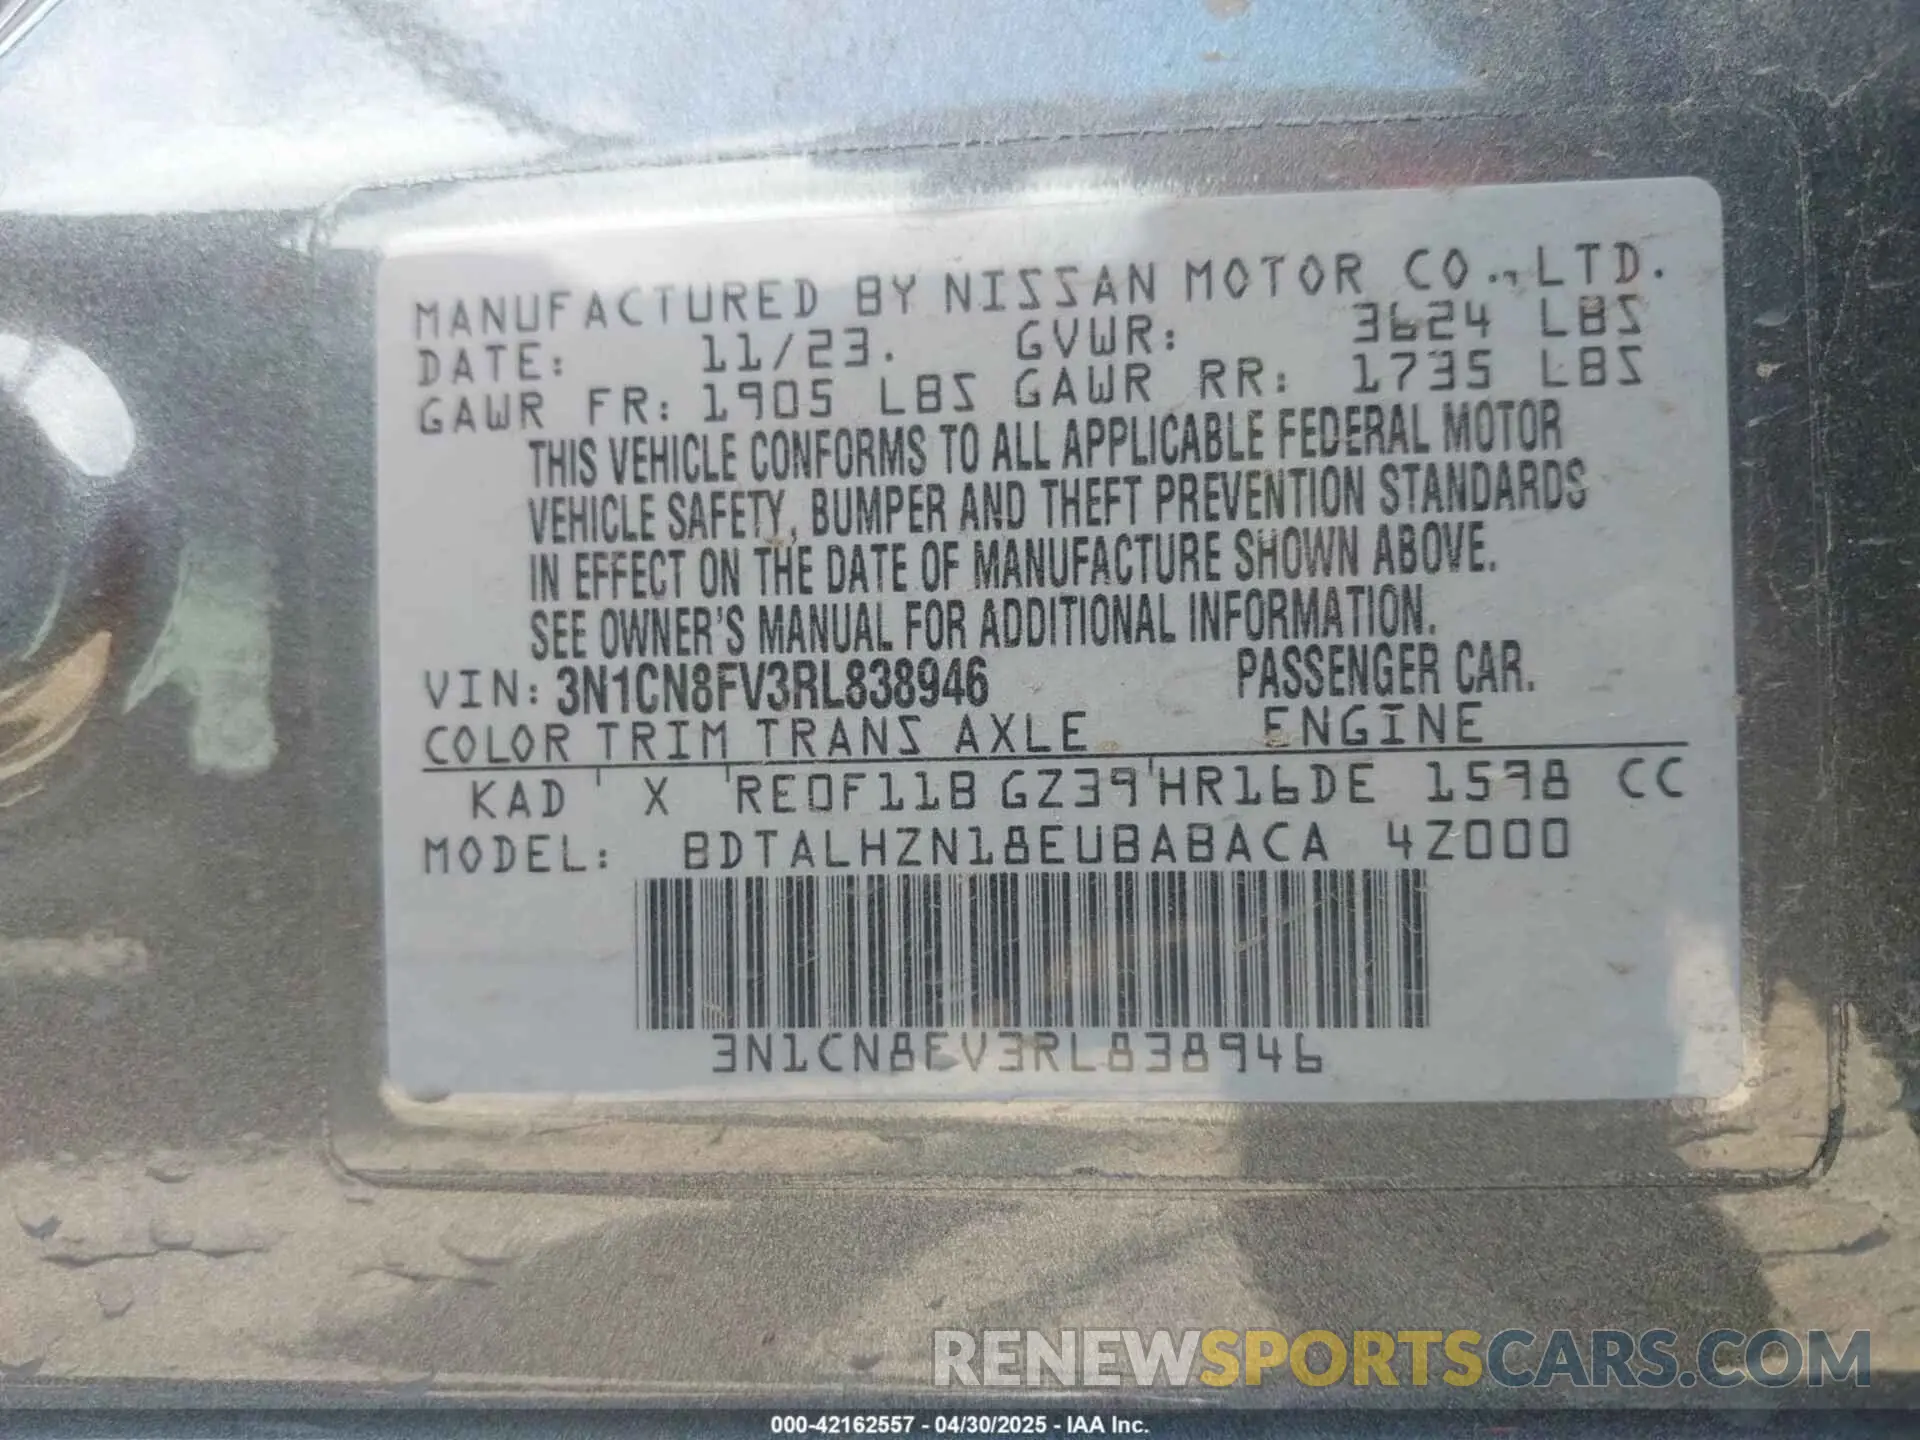 MANUFACTURED BY NISSAN MOTOR CO., LTD.
DATE: 11/23. GVWR: 3624 LBS
GAWR FR: 1905 LBS GAWR RR: 1735 LBS
THIS VEHICLE CONFORMS TO ALL APPLICABLE FEDERAL MOTOR
VEHICLE SAFETY, BUMPER AND THEFT PREVENTION STANDARDS
IN EFFECT ON THE DATE OF MANUFACTURE SHOWN ABOVE.
SEE OWNER'S MANUAL FOR ADDITIONAL INFORMATION.
VIN: 3N1CN8FV3RL838946 PASSENGER CAR.
COLOR TRIM TRANS AXLE ENGINE
KAD X RE0F11B GZ39 HR16DE 1598 CC
MODEL: BDTALHZN18EUBABACA 4Z000
3N1CN8FV3RL838946
RENEWSPORTSCARS.COM
000-42162557 - 04/30/2025 - IAA Inc.